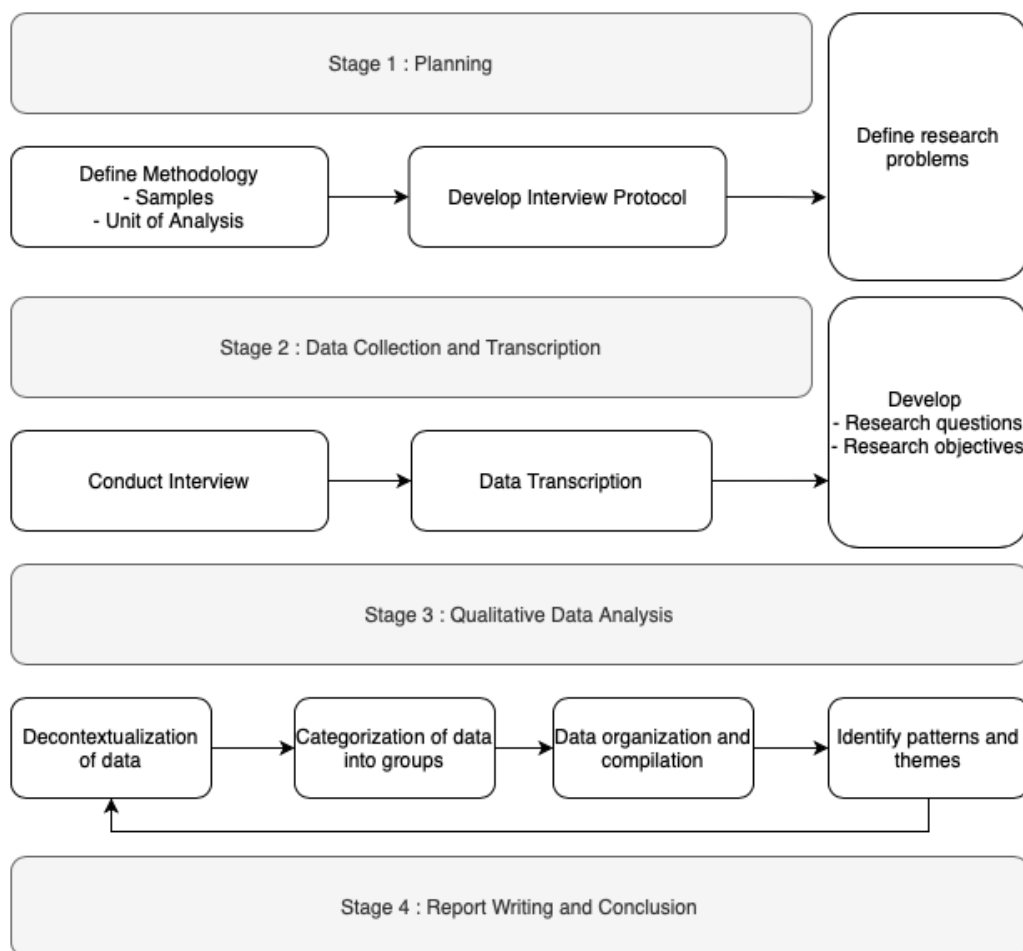 Stage 1 : Planning
Define research
problems
Define Methodology
- Samples
- Unit of Analysis
Develop Interview Protocol
Stage 2 : Data Collection and Transcription
Develop
- Research questions
- Research objectives
Conduct Interview
Data Transcription
Stage 3 : Qualitative Data Analysis
Decontextualization
of data
Categorization of data
into groups
Data organization and
compilation
Identify patterns and
themes
Stage 4 : Report Writing and Conclusion